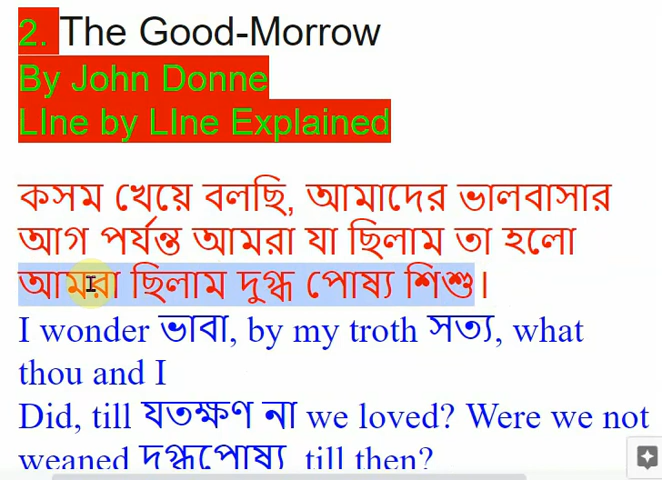 2. The Good-Morrow
By John Donne
LIne by LIne Explained
কসম খেয়ে বলছি, আমাদের ভালবাসার
আগ পর্যন্ত আমরা যা ছিলাম তা হলো
আমরা ছিলাম দুগ্ধ পোষ্য শিশু।
I wonder ভাবা, by my troth সত্য, what
thou and I
Did, till যতক্ষণ না we loved? Were we not
weaned দুগ্ধপোষ্য till then?